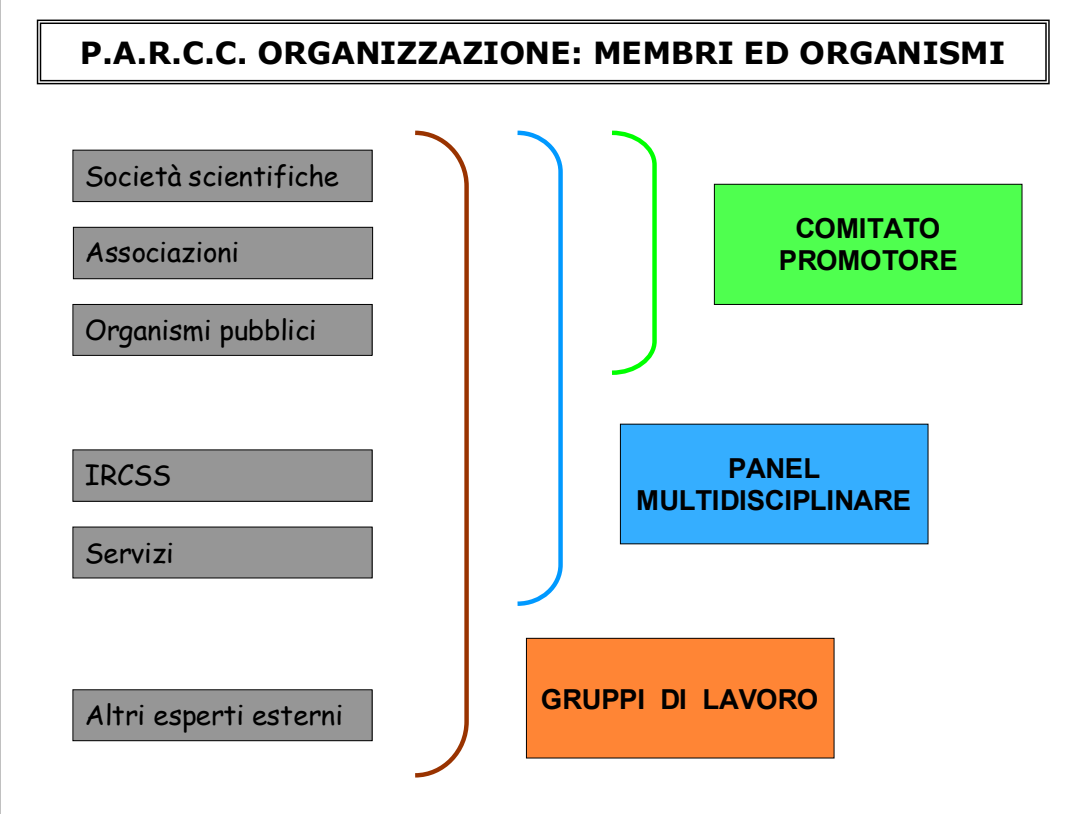 P.A.R.C.C. ORGANIZZAZIONE: MEMBRI ED ORGANISMI
Società scientifiche
Associazioni
Organismi pubblici
IRCSS
Servizi
Altri esperti esterni
COMITATO
PROMOTORE
PANEL
MULTIDISCIPLINARE
GRUPPI DI LAVORO